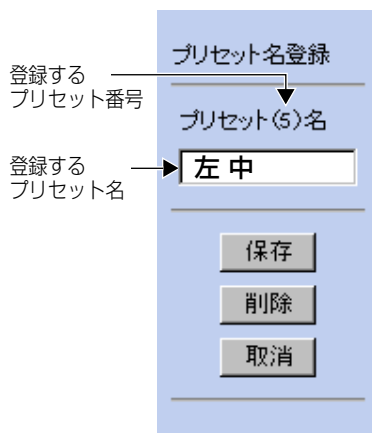 プリセット名登録
登録する
プリセット番号
プリセット(5)名
登録する
プリセット名
左中
保存
削除
取消